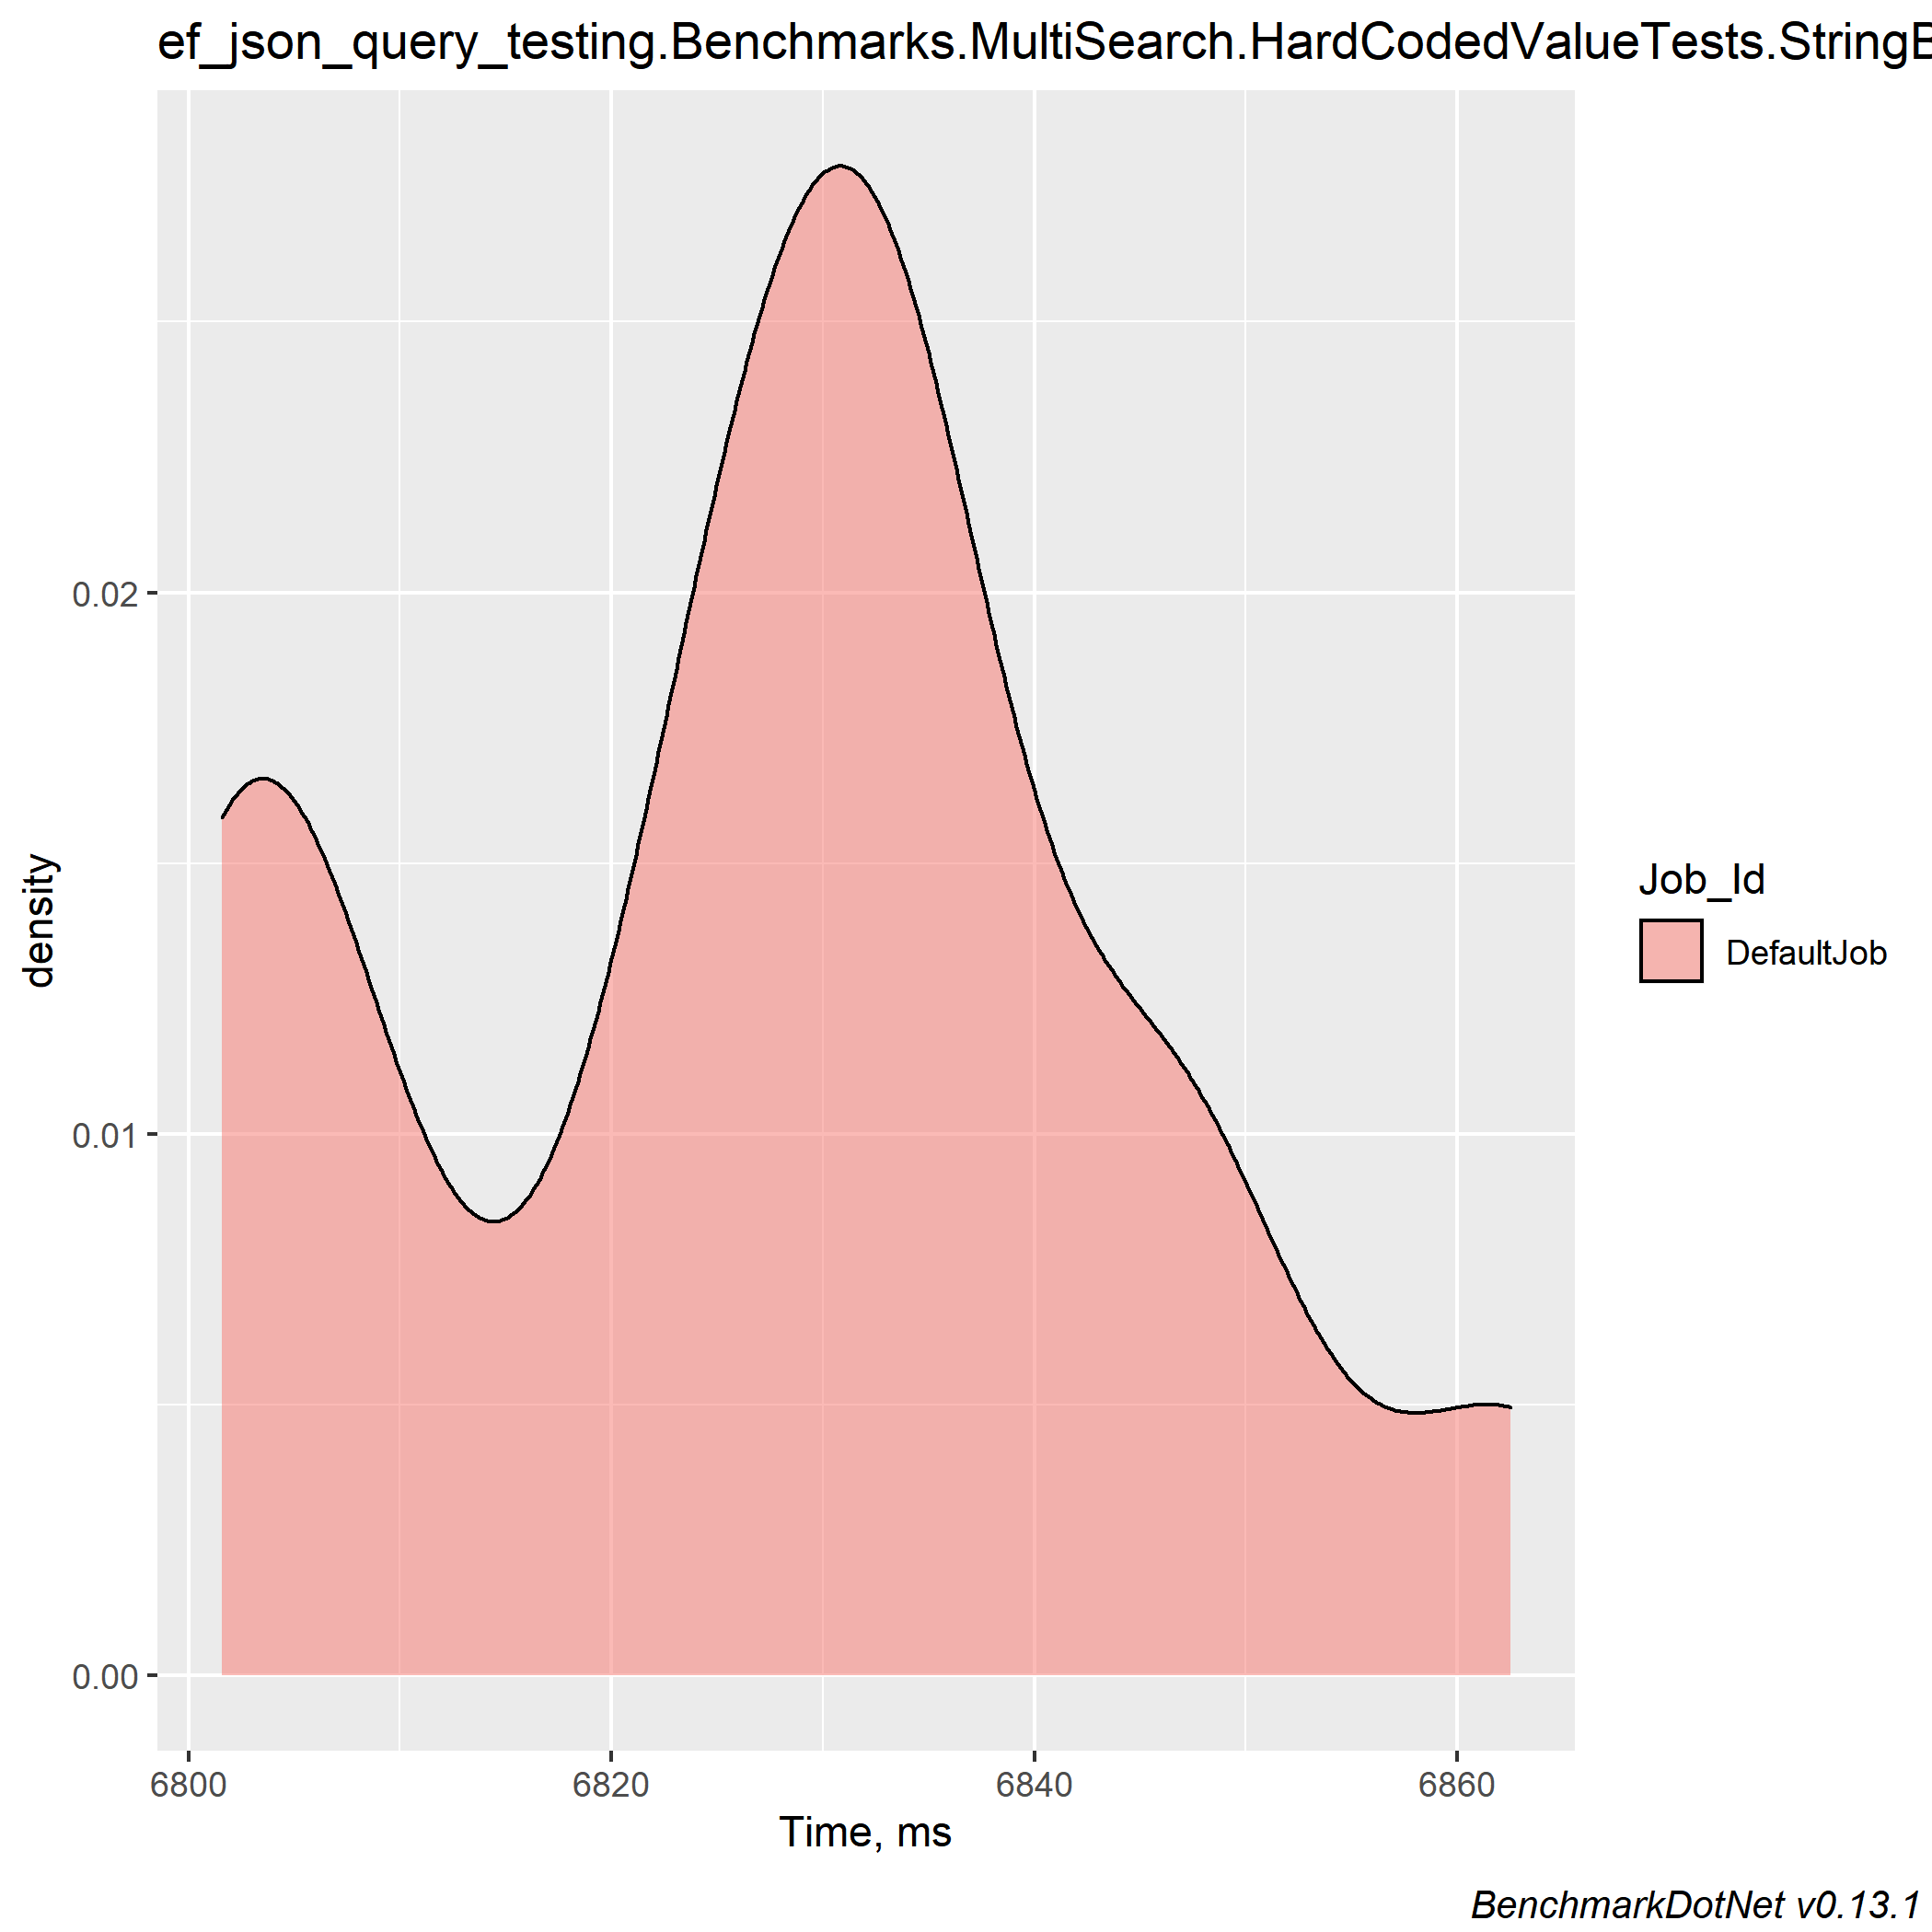 ef_json_query_testing.Benchmarks.MultiSearch.HardCodedValueTests.StringB
0.02
0.01
0.00
density
6800 6820 6840 6860
Time, ms
Job_Id
DefaultJob
BenchmarkDotNet v0.13.1